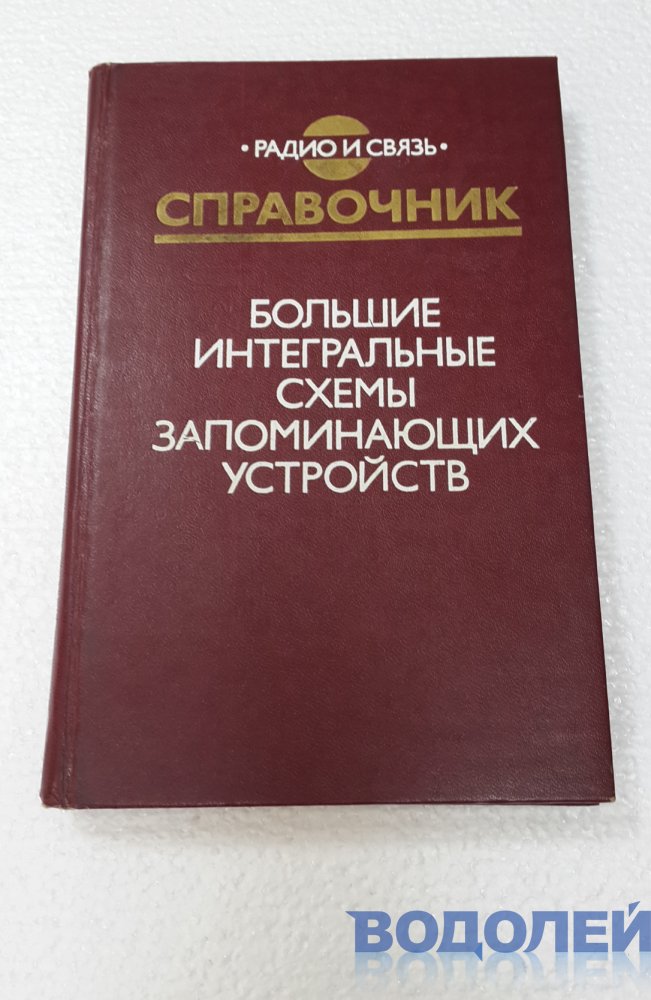 • РАДИО И СВЯЗЬ •
СПРАВОЧНИК
БОЛЬШИЕ
ИНТЕГРАЛЬНЫЕ
СХЕМЫ
ЗАПОМИНАЮЩИХ
УСТРОЙСТВ
ВОДОЛЕЙ